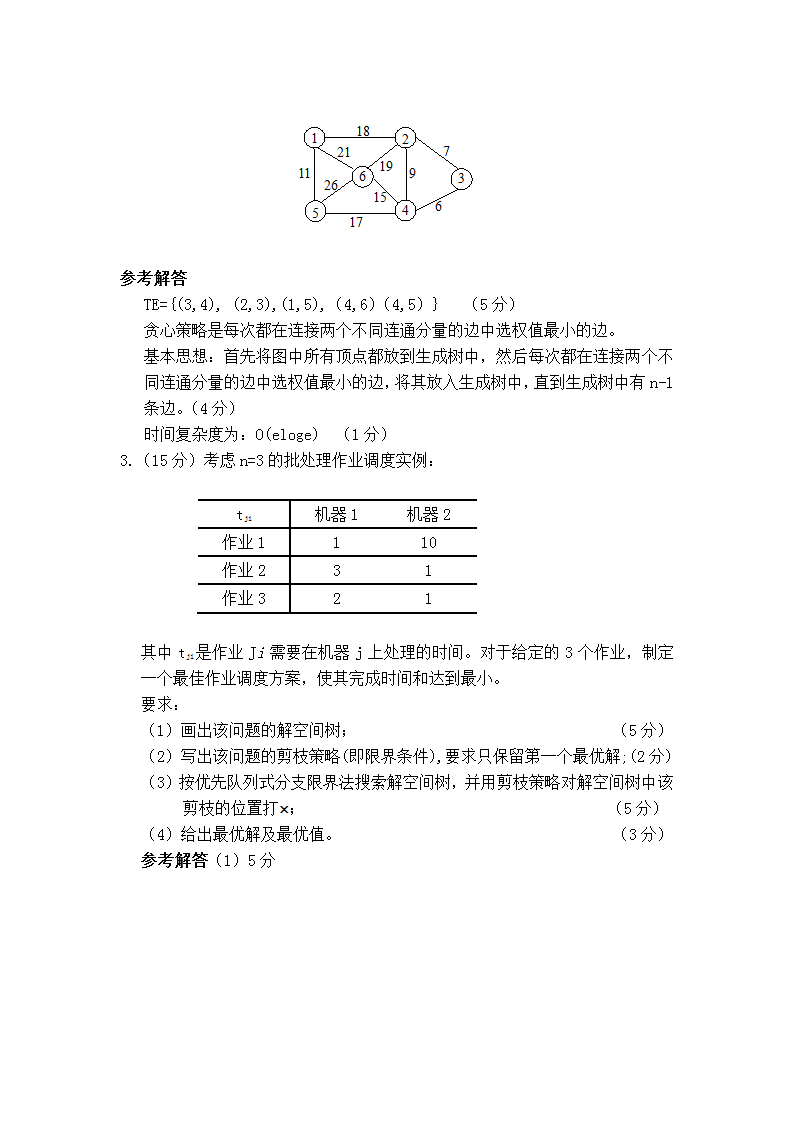 1 18 2
21 7
11 6 19 9 3
26 15 6
5 17 4
参考解答
TE={(3,4), (2,3),(1,5), (4,6) (4,5) } (5分)
贪心策略是每次都在连接两个不同连通分量的边中选权值最小的边。
基本思想：首先将图中所有顶点都放到生成树中，然后每次都在连接两个不
同连通分量的边中选权值最小的边，将其放入生成树中，直到生成树中有n-1
条边。(4分)
时间复杂度为：O(eloge) (1分)
3.(15分)考虑n=3的批处理作业调度实例：
tji 机器1 机器2
作业1 1 10
作业2 3 1
作业3 2 1
其中tji是作业Ji需要在机器j上处理的时间。对于给定的3个作业，制定
一个最佳作业调度方案，使其完成时间和达到最小。
要求：
(1)画出该问题的解空间树; (5分)
(2)写出该问题的剪枝策略(即限界条件),要求只保留第一个最优解;(2分)
(3)按优先队列式分支限界法搜索解空间树，并用剪枝策略对解空间树中该
剪枝的位置打×; (5分)
(4)给出最优解及最优值。 (3分)
参考解答(1)5分